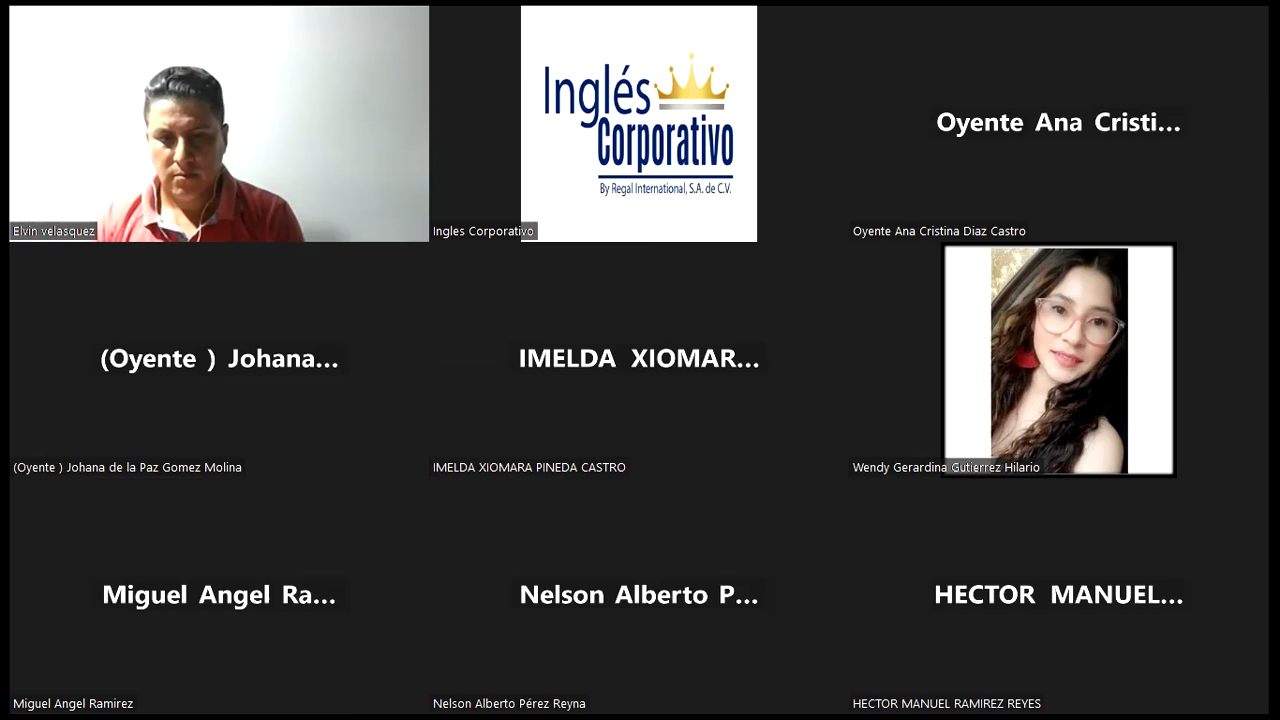 Elvin velasquez
Inglés
Corporativo
By Regal International, S.A. de C.V.
Ingles Corporativo
Oyente Ana Cristi...
Oyente Ana Cristina Diaz Castro
(Oyente ) Johana...
(Oyente ) Johana de la Paz Gomez Molina
IMELDA XIOMAR...
IMELDA XIOMARA PINEDA CASTRO
Wendy Gerardina Gutierrez Hilario
Miguel Angel Ra...
Miguel Angel Ramirez
Nelson Alberto P...
Nelson Alberto Pérez Reyna
HECTOR MANUEL...
HECTOR MANUEL RAMIREZ REYES